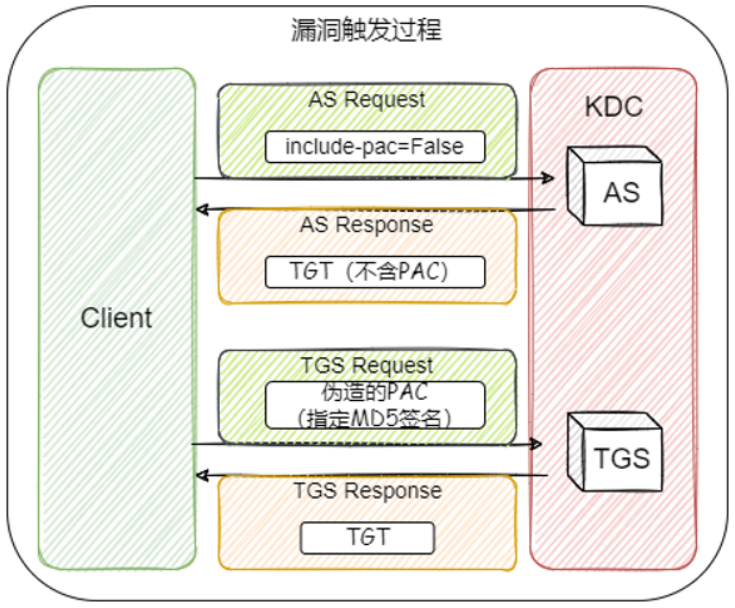 漏洞触发过程
AS Request
include-pac=False
KDC
AS
AS Response
TGT（不含PAC）
Client
TGS Request
伪造的PAC
（指定MD5签名）
TGS
TGS Response
TGT